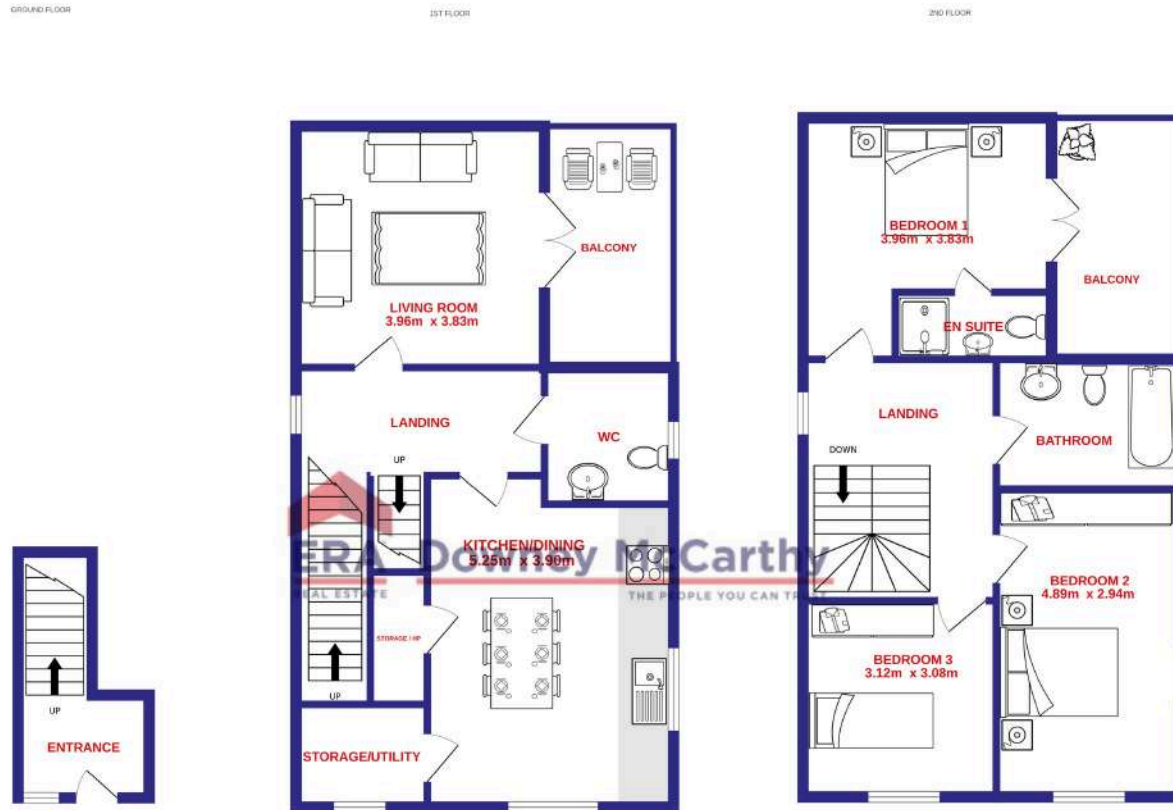 GROUND FLOOR
1ST FLOOR
2ND FLOOR
UP
ENTRANCE
LIVING ROOM
3.96m x 3.83m
BALCONY
LANDING
UP
WC
KITCHEN/DINING
5.25m x 3.90m
STORAGE / HP
UP
STORAGE/UTILITY
BEDROOM 1
3.96m x 3.83m
BALCONY
EN SUITE
LANDING
DOWN
BATHROOM
BEDROOM 2
4.89m x 2.94m
BEDROOM 3
3.12m x 3.08m
ERA Downey McCarthy
REAL ESTATE
THE PEOPLE YOU CAN TRUST